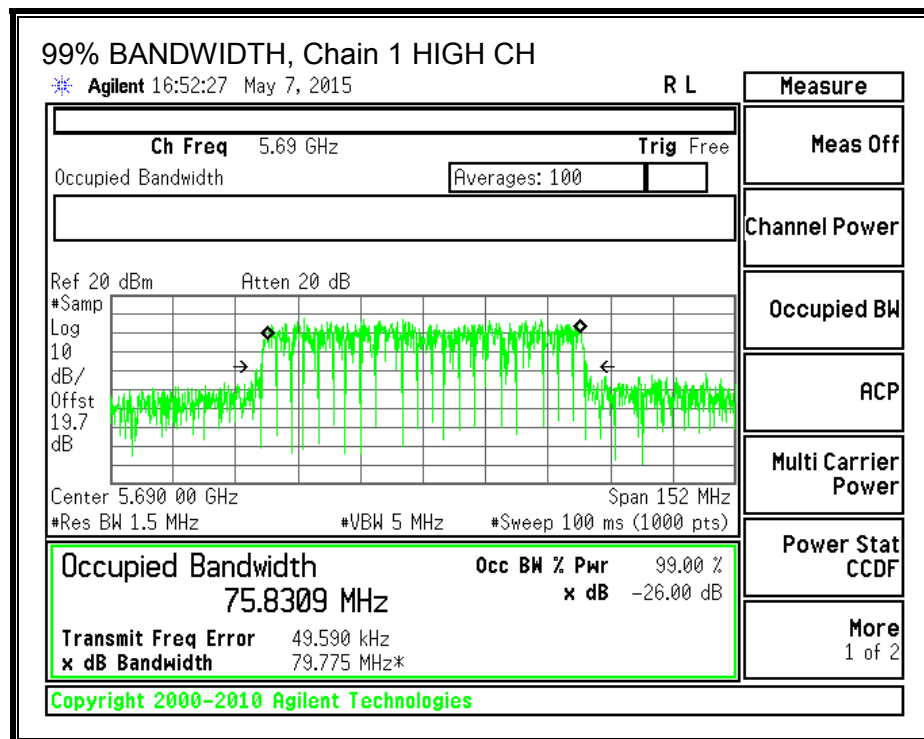 99% BANDWIDTH, Chain 1 HIGH CH
Agilent 16:52:27 May 7, 2015 R L
Measure
Ch Freq 5.69 GHz Trig Free
Meas Off
Occupied Bandwidth Averages: 100
Channel Power
Ref 20 dBm Atten 20 dB
#Samp
Log
10
dB/
Offst
19.7
dB
Occupied BW
ACP
Multi Carrier
Power
Center 5.690 00 GHz Span 152 MHz
#Res BW 1.5 MHz #VBW 5 MHz #Sweep 100 ms (1000 pts)
Power Stat
CCDF
Occupied Bandwidth Occ BW % Pwr 99.00 %
75.8309 MHz x dB -26.00 dB
Transmit Freq Error 49.590 kHz
x dB Bandwidth 79.775 MHz*
More
1 of 2
Copyright 2000-2010 Agilent Technologies